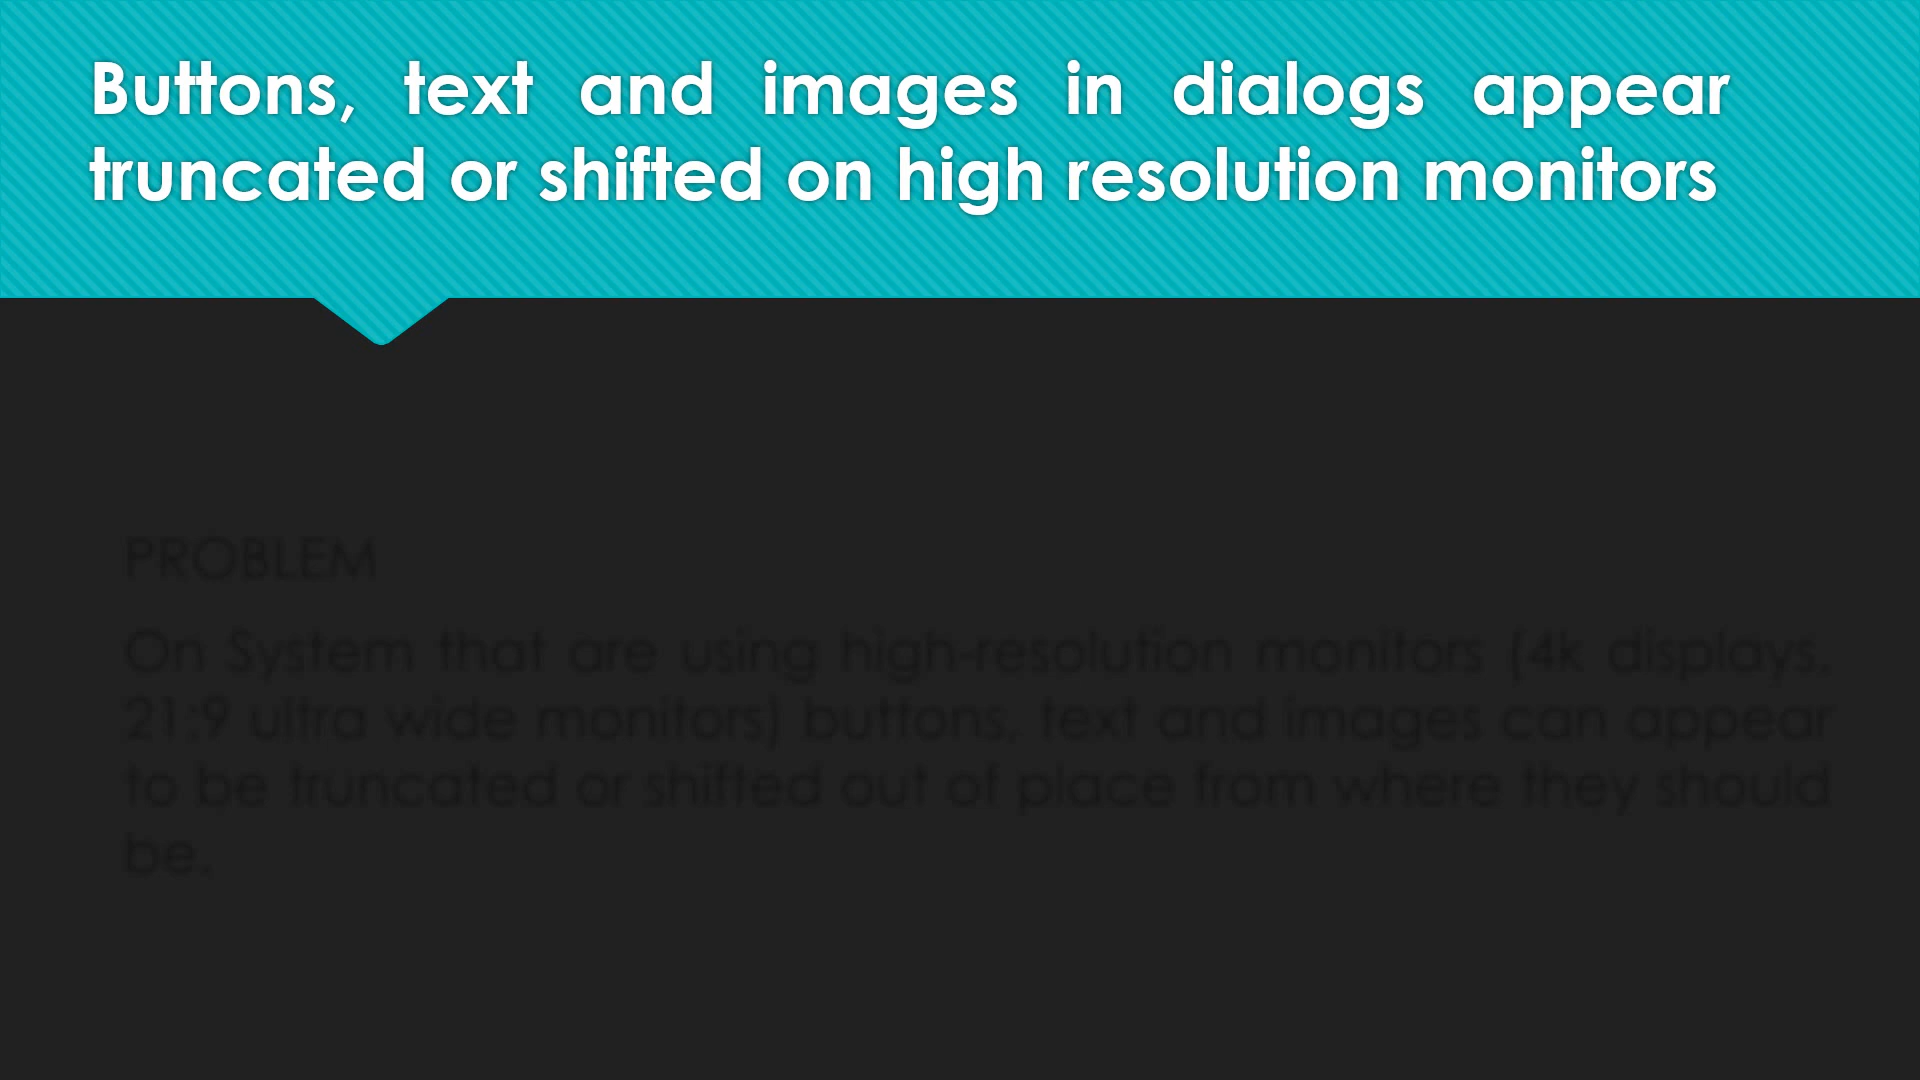 Buttons, text and images in dialogs appear
truncated or shifted on high resolution monitors
PROBLEM
On System that are using high-resolution monitors (4k displays,
21:9 ultra wide monitors) buttons, text and images can appear
to be truncated or shifted out of place from where they should
be.